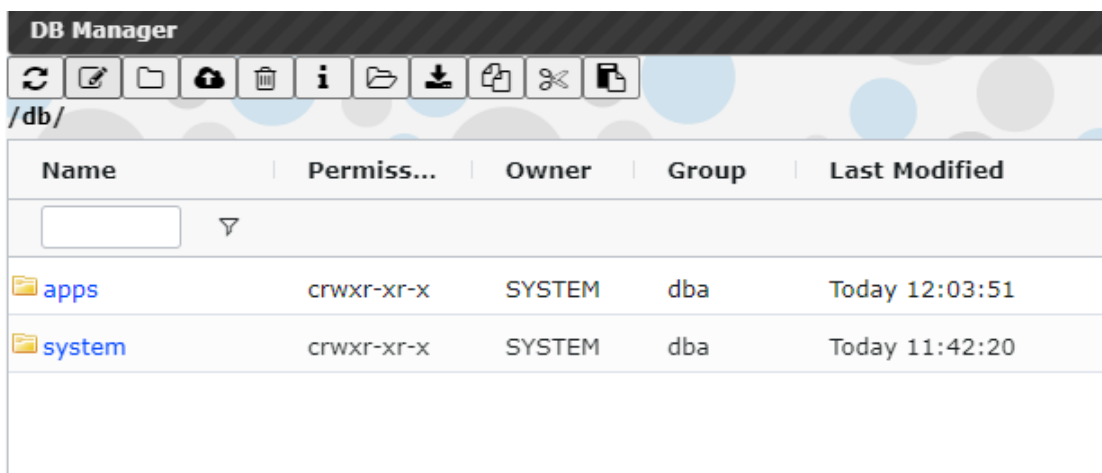 DB Manager
/db/
Name Permiss... Owner Group Last Modified
apps crwxr-xr-x SYSTEM dba Today 12:03:51
system crwxr-xr-x SYSTEM dba Today 11:42:20